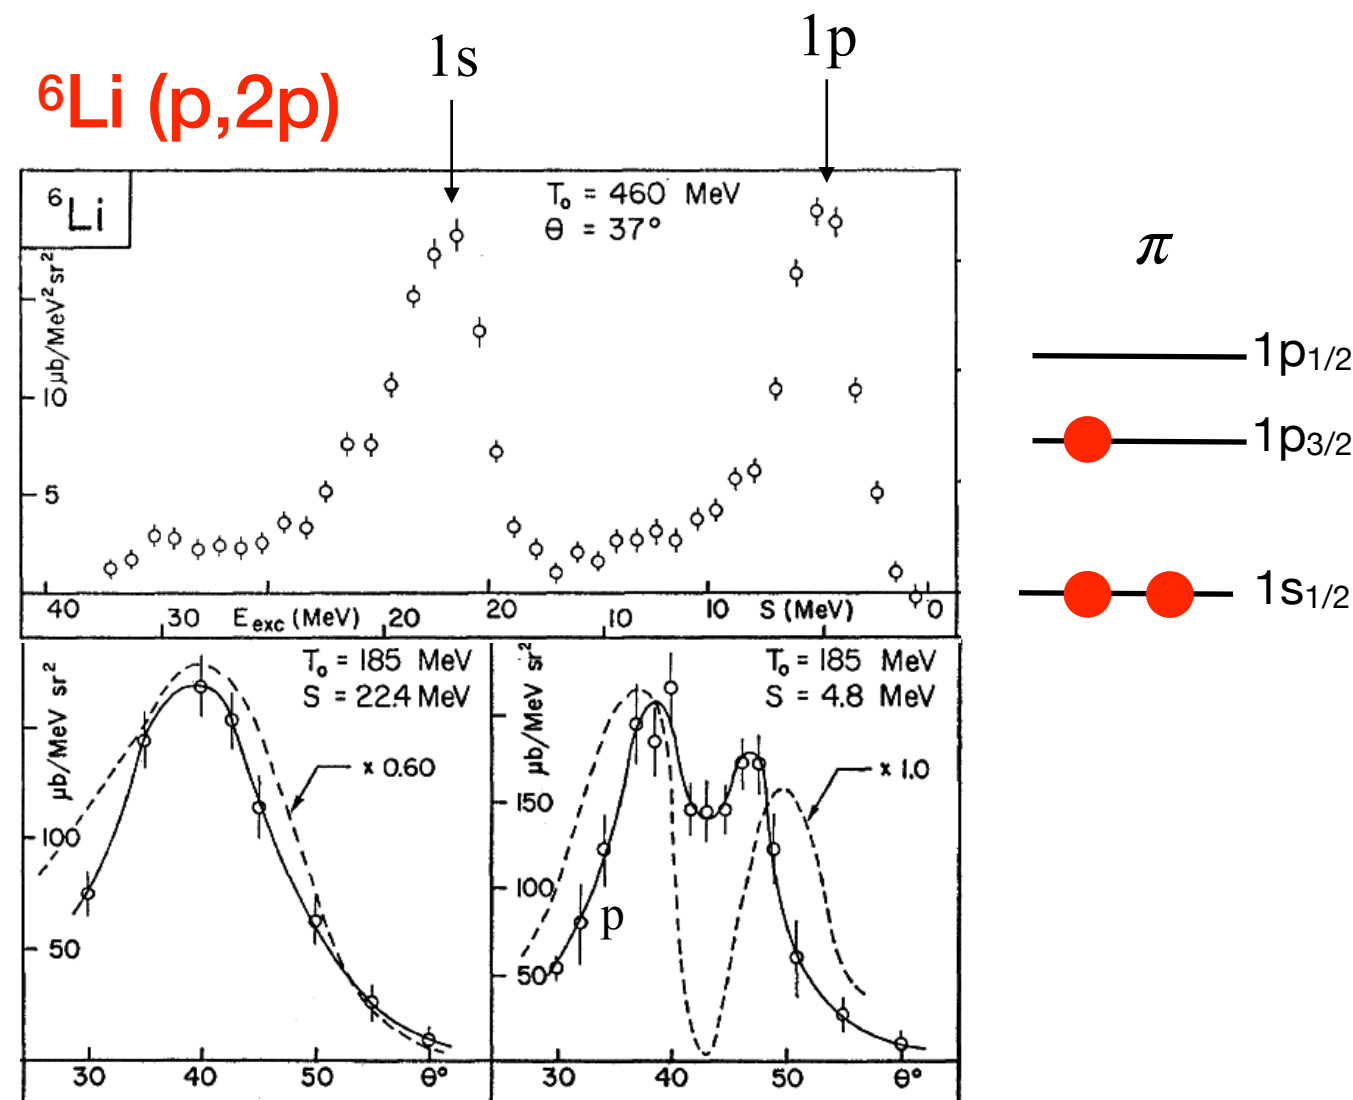 1s
1p
⁶Li (p,2p)
⁶Li
T₀ = 460 MeV
θ = 37°
μb/MeV²sr²
10
5
π
1p1/2
1p3/2
1s1/2
40
30
E exc (MeV)
20
20
10
10
S (MeV)
0
T₀ = 185 MeV
S = 22.4 MeV
x 0.60
μb/MeV sr²
100
50
30
40
50
θ°
T₀ = 185 MeV
S = 4.8 MeV
x 1.0
μb/MeV sr²
150
100
50
p
30
40
50
θ°